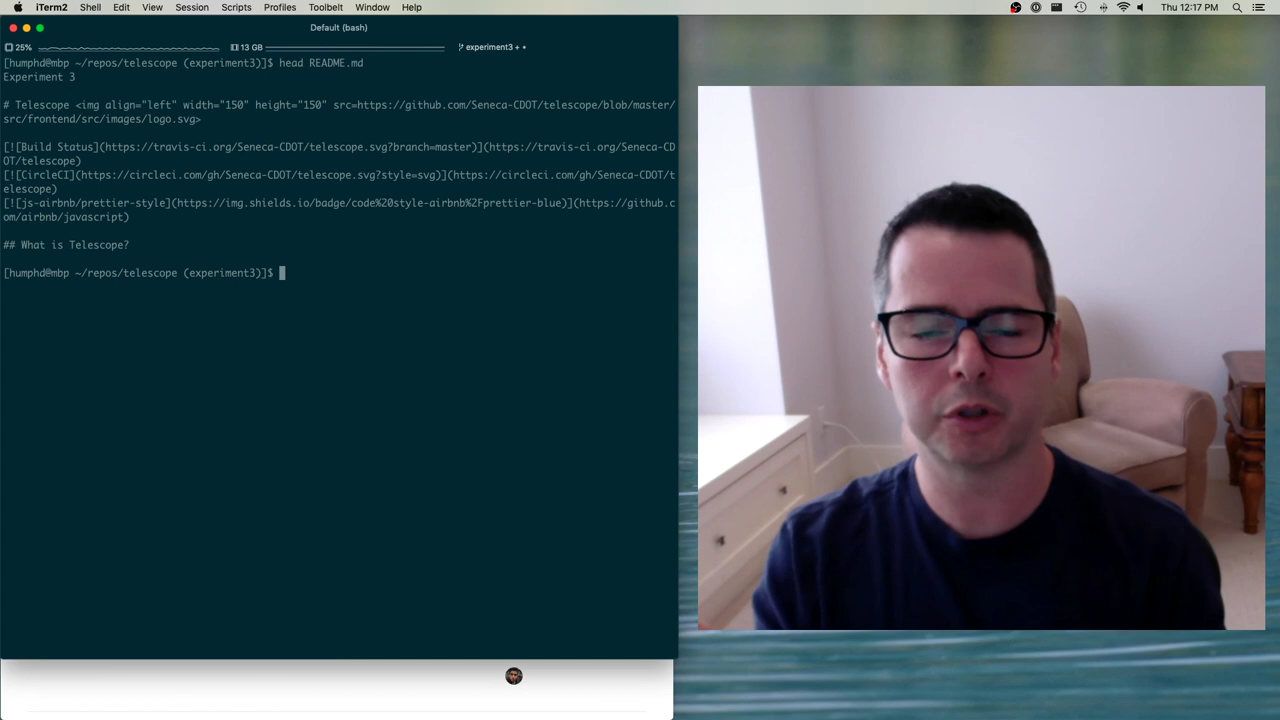 iTerm2 Shell Edit View Session Scripts Profiles Toolbelt Window Help Thu 12:17 PM
Default (bash)
25% 13 GB experiment3 + *
[humphd@mbp ~/repos/telescope (experiment3)]$ head README.md
Experiment 3
# Telescope <img align="left" width="150" height="150" src=https://github.com/Seneca-CDOT/telescope/blob/master/
src/frontend/src/images/logo.svg>
[![Build Status](https://travis-ci.org/Seneca-CDOT/telescope.svg?branch=master)](https://travis-ci.org/Seneca-CD
OT/telescope)
[![CircleCI](https://circleci.com/gh/Seneca-CDOT/telescope.svg?style=svg)](https://circleci.com/gh/Seneca-CDOT/t
elescope)
[![js-airbnb/prettier-style](https://img.shields.io/badge/code%20style-airbnb%2Fprettier-blue)](https://github.c
om/airbnb/javascript)
## What is Telescope?
[humphd@mbp ~/repos/telescope (experiment3)]$